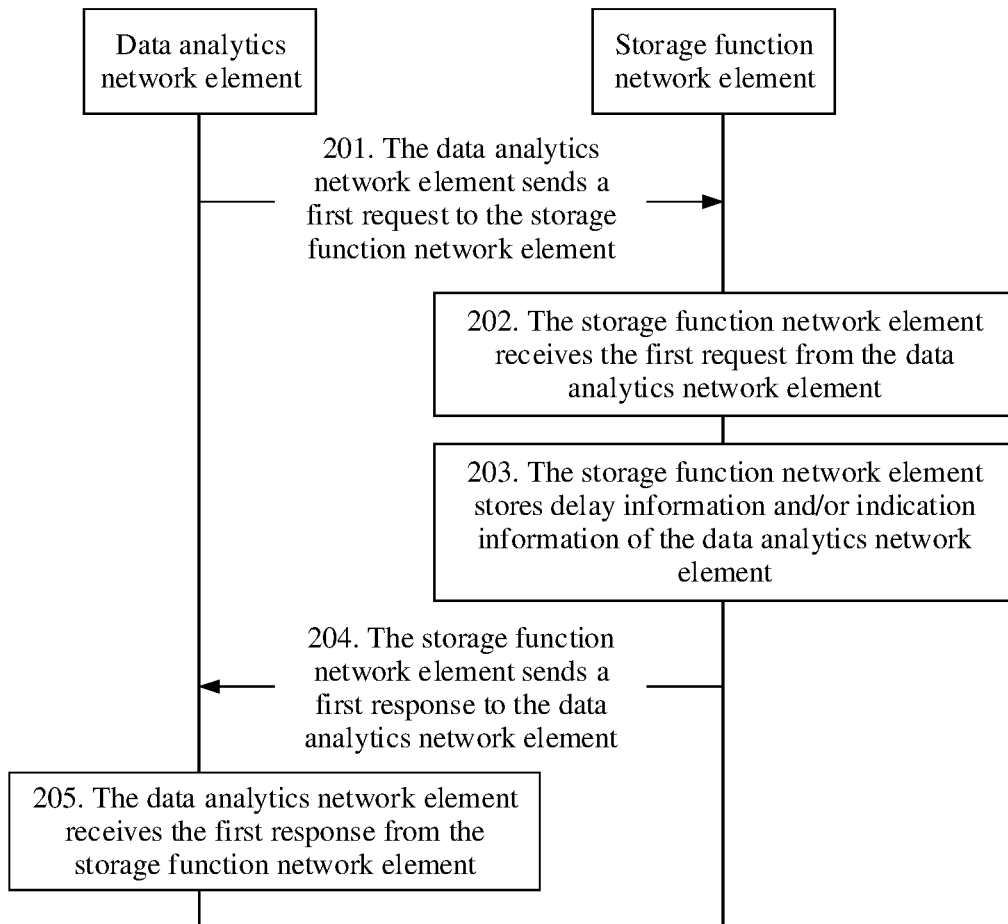 Data analytics
network element
Storage function
network element
201. The data analytics
network element sends a
first request to the storage
function network element
202. The storage function network element
receives the first request from the data
analytics network element
203. The storage function network element
stores delay information and/or indication
information of the data analytics network
element
204. The storage function
network element sends a
first response to the data
analytics network element
205. The data analytics network element
receives the first response from the
storage function network element